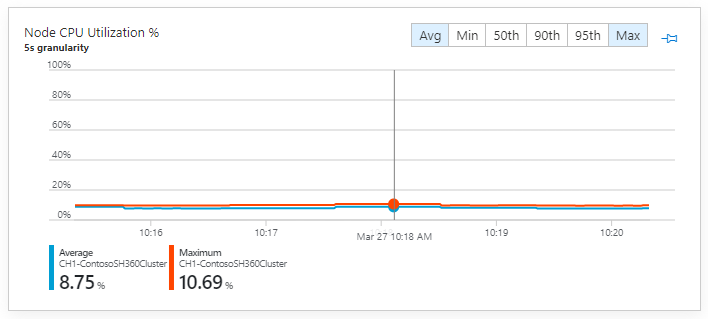 Node CPU Utilization %
5s granularity
Avg Min 50th 90th 95th Max
100%
80%
60%
40%
20%
0%
10:16 10:17 Mar 27 10:18 AM 10:19 10:20
Average Maximum
CH1-ContosoSH360Cluster CH1-ContosoSH360Cluster
8.75 % 10.69 %